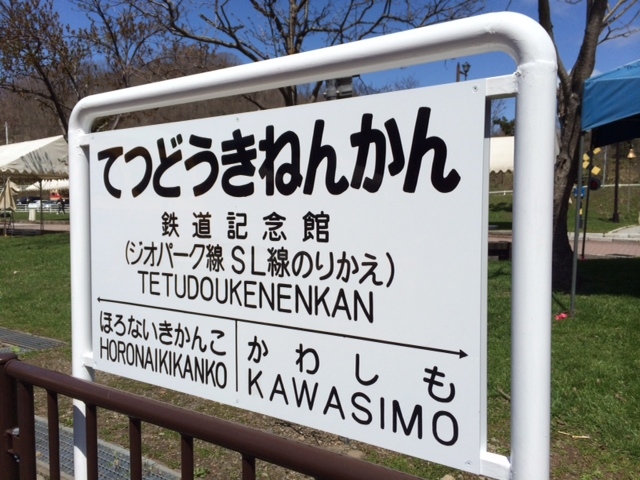 てつどうきねんかん
鉄道記念館
(ジオパーク線 SL線のりかえ)
TETUDOUKENENKAN
ほろないきかんこ
HORONAIKIKANKO
かわしも
KAWASIMO